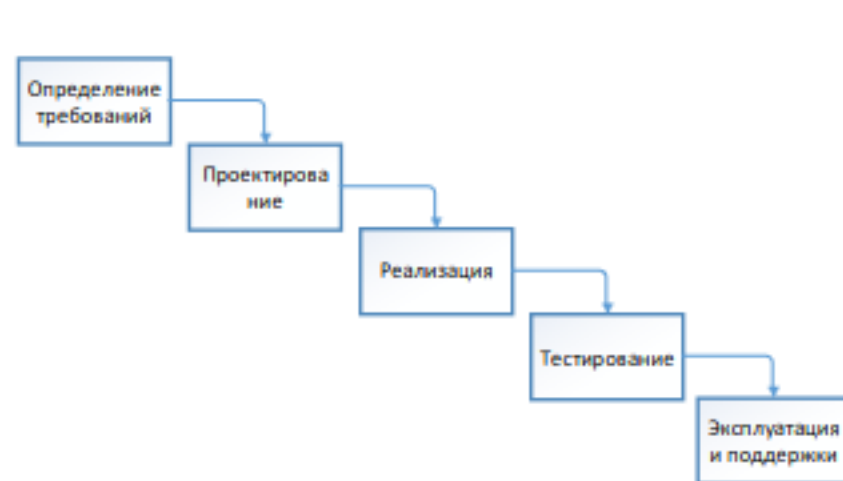 Определение
требований
Проектирова
ние
Реализация
Тестирование
Эксплуатация
и поддержки